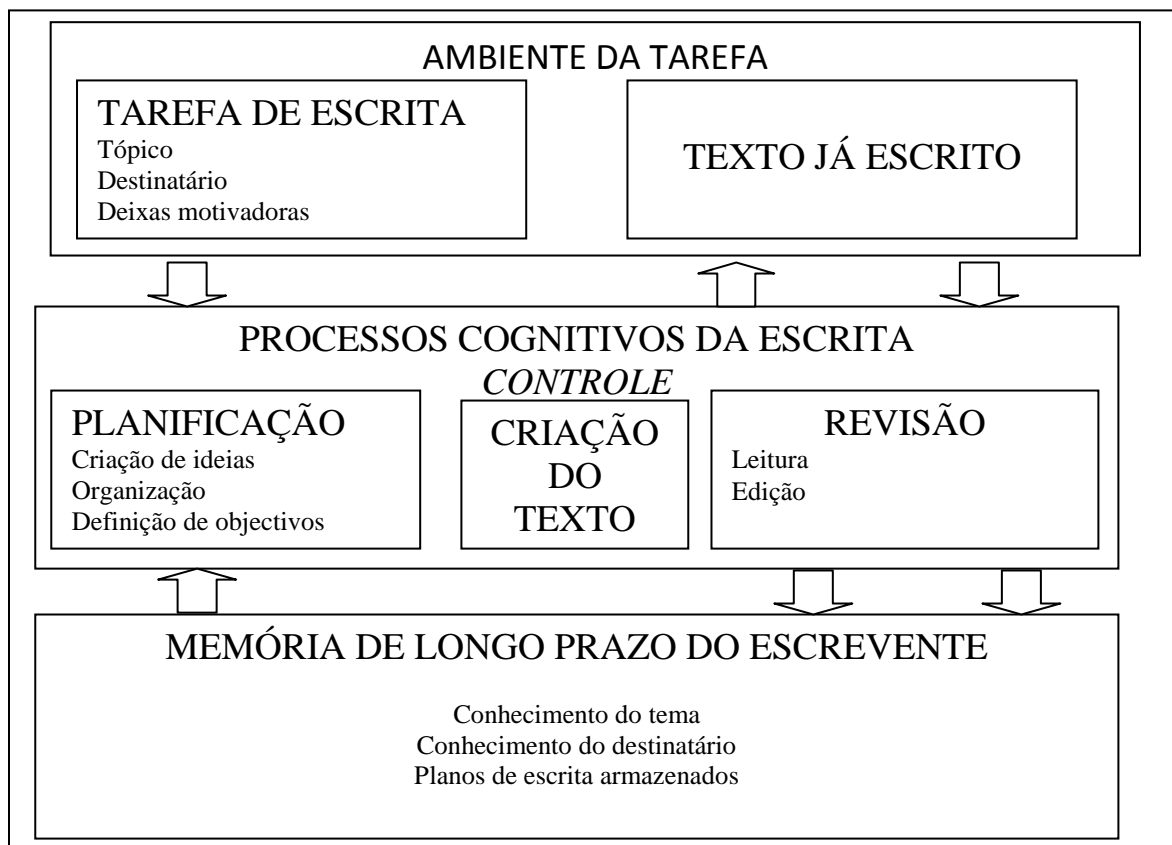 AMBIENTE DA TAREFA
TAREFA DE ESCRITA
Tópico
Destinatário
Deixas motivadoras
TEXTO JÁ ESCRITO
PROCESSOS COGNITIVOS DA ESCRITA
CONTROLE
PLANIFICAÇÃO
Criação de ideias
Organização
Definição de objectivos
CRIAÇÃO
DO
TEXTO
REVISÃO
Leitura
Edição
MEMÓRIA DE LONGO PRAZO DO ESCREVENTE
Conhecimento do tema
Conhecimento do destinatário
Planos de escrita armazenados